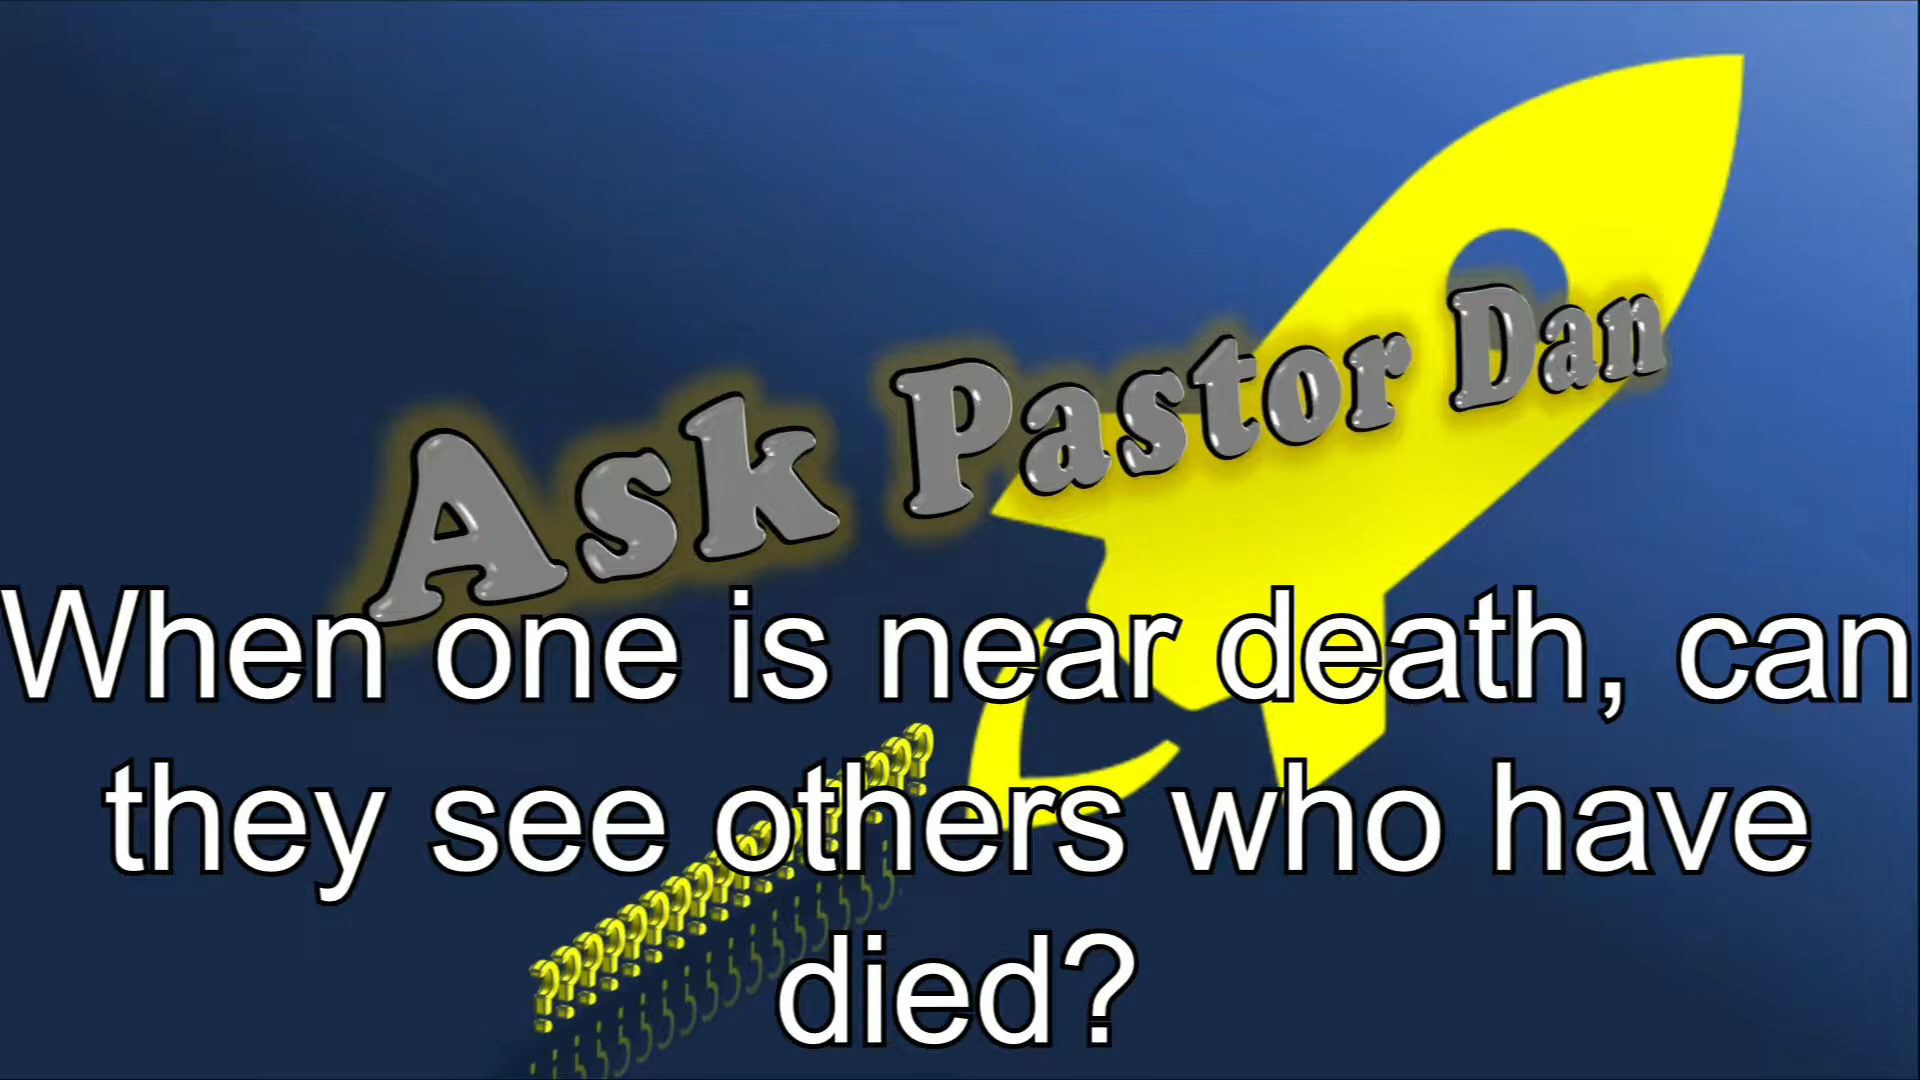 Ask Pastor Dan
When one is near death, can
they see others who have
died?
????????????????